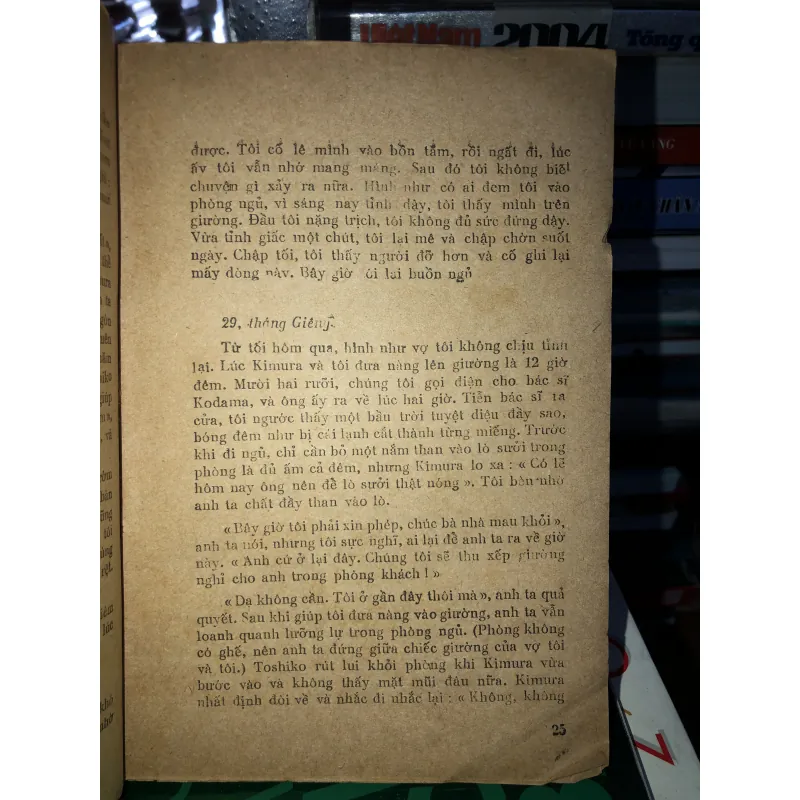 Việt Nam 2004 Tổng q
được. Tôi cố lê mình vào bồn tắm, rồi ngất đi, lúc
ấy tôi vẫn nhớ mang máng. Sau đó tôi không biết
chuyện gì xảy ra nữa. Hình như có ai đem tôi vào
phòng ngủ, vì sáng nay tỉnh dậy, tôi thấy mình trên
giường. Đầu tôi nặng trịch, tôi không đủ sức đứng dậy.
Vừa tỉnh giấc một chút, tôi lại mê và chập chờn suốt
ngày. Chập tối, tôi thấy người đỡ hơn và cố ghi lại
mấy dòng này. Bây giờ tôi lại buồn ngủ
29, tháng Giêng.
Từ tối hôm qua, hình như vợ tôi không chịu tỉnh
lại. Lúc Kimura và tôi đưa nàng lên giường là 12 giờ
đêm. Mười hai rưỡi, chúng tôi gọi điện cho bác sĩ
Kodama, và ông ấy ra về lúc hai giờ. Tiễn bác sĩ ra
cửa, tôi ngước thấy một bầu trời tuyệt diệu đầy sao,
bóng đêm như bị cái lạnh cắt thành từng miếng. Trước
khi đi ngủ, chỉ cần bỏ một nắm than vào lò sưởi trong
phòng là đủ ấm cả đêm, nhưng Kimura lo xa : « Có lẽ
hôm nay ông nên để lò sưởi thật nóng ». Tôi bèn nhờ
anh ta chất đầy than vào lò.
«Bây giờ tôi phải xin phép, chúc bà nhà mau khỏi»,
anh ta nói, nhưng tôi sực nghĩ, ai lại để anh ta ra về giờ
này. « Anh cứ ở lại đây. Chúng tôi sẽ thu xếp giường
nghỉ cho anh trong phòng khách ! »
«Dạ không cần. Tôi ở gần đây thôi mà», anh ta quả
quyết. Sau khi giúp tôi đưa nàng vào giường, anh ta vẫn
loanh quanh lưỡng lự trong phòng ngủ. (Phòng không
có ghế, nên anh ta đứng giữa chiếc giường của vợ tôi
và tôi.) Toshiko rút lui khỏi phòng khi Kimura vừa
bước vào và không thấy mặt mũi đâu nữa. Kimura
nhất định đòi về và nhắc đi nhắc lại : « Không, không
25